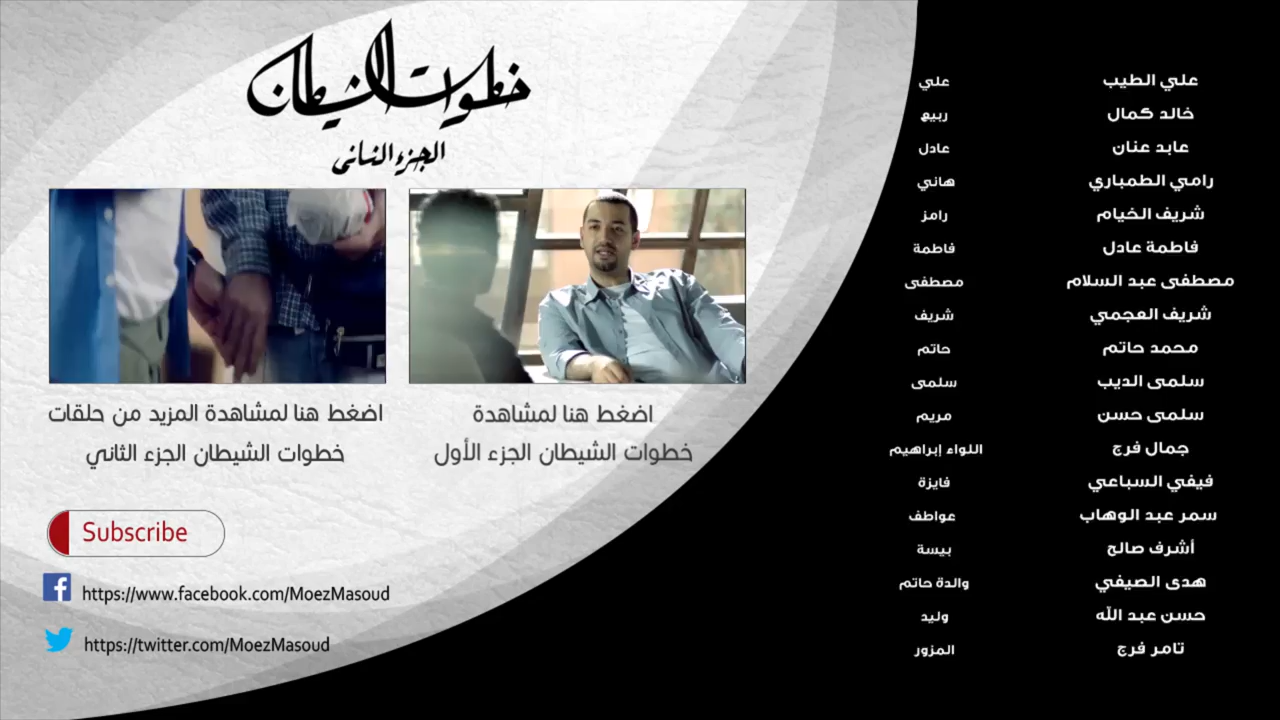 خطوات الشيطان
الجزء الثاني
اضغط هنا لمشاهدة
خطوات الشيطان الجزء الأول
اضغط هنا لمشاهدة المزيد من حلقات
خطوات الشيطان الجزء الثاني
Subscribe
https://www.facebook.com/MoezMasoud
https://twitter.com/MoezMasoud
علي الطيب علي
خالد كمال ربيع
عابد عنان عادل
رامي الطمباري هاني
شريف الخيام رامز
فاطمة عادل فاطمة
مصطفى عبد السلام مصطفى
شريف العجمي شريف
محمد حاتم حاتم
سلمى الديب سلمى
سلمى حسن مريم
جمال فرج اللواء إبراهيم
فيفي السباعي فايزة
سمر عبد الوهاب عواطف
أشرف صالح بيسة
هدى الصيفي والدة حاتم
حسن عبد الله وليد
تامر فرج المزور